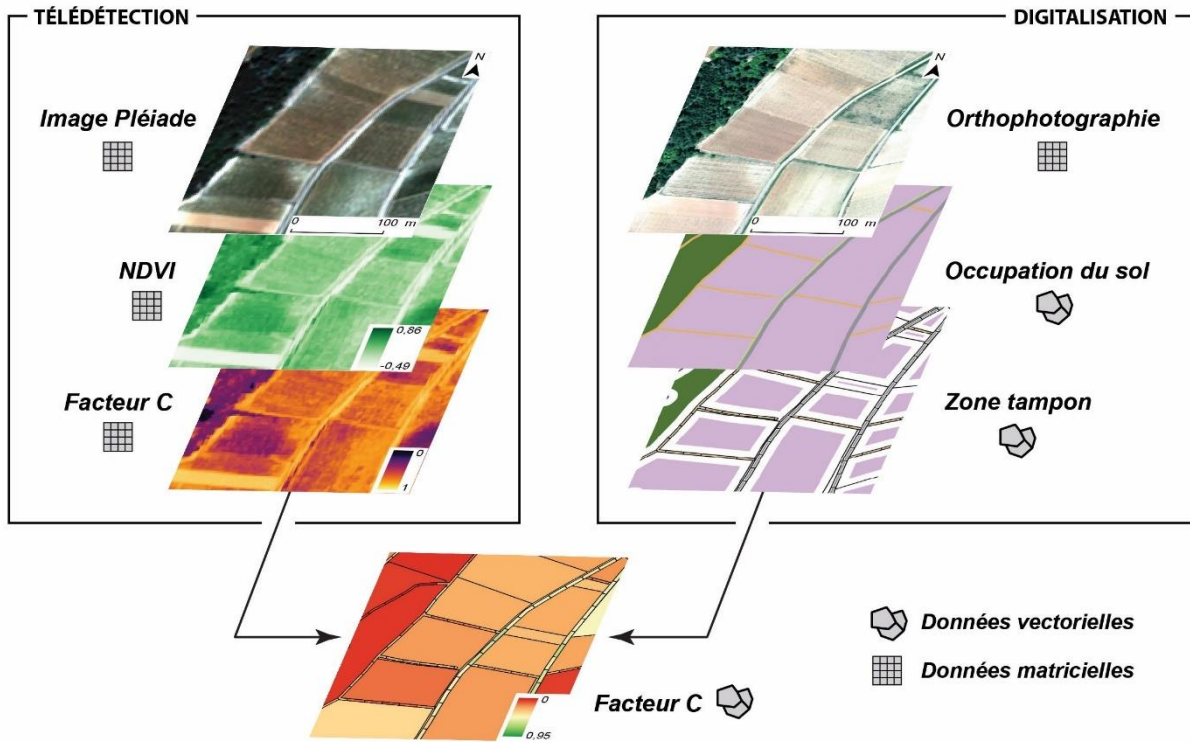 TÉLÉDÉTECTION
Image Pléiade
N
0 100 m
NDVI
0,86
-0,49
Facteur C
0
1
DIGITALISATION
Orthophotographie
N
0 100 m
Occupation du sol
Zone tampon
Facteur C
0
0,95
Données vectorielles
Données matricielles